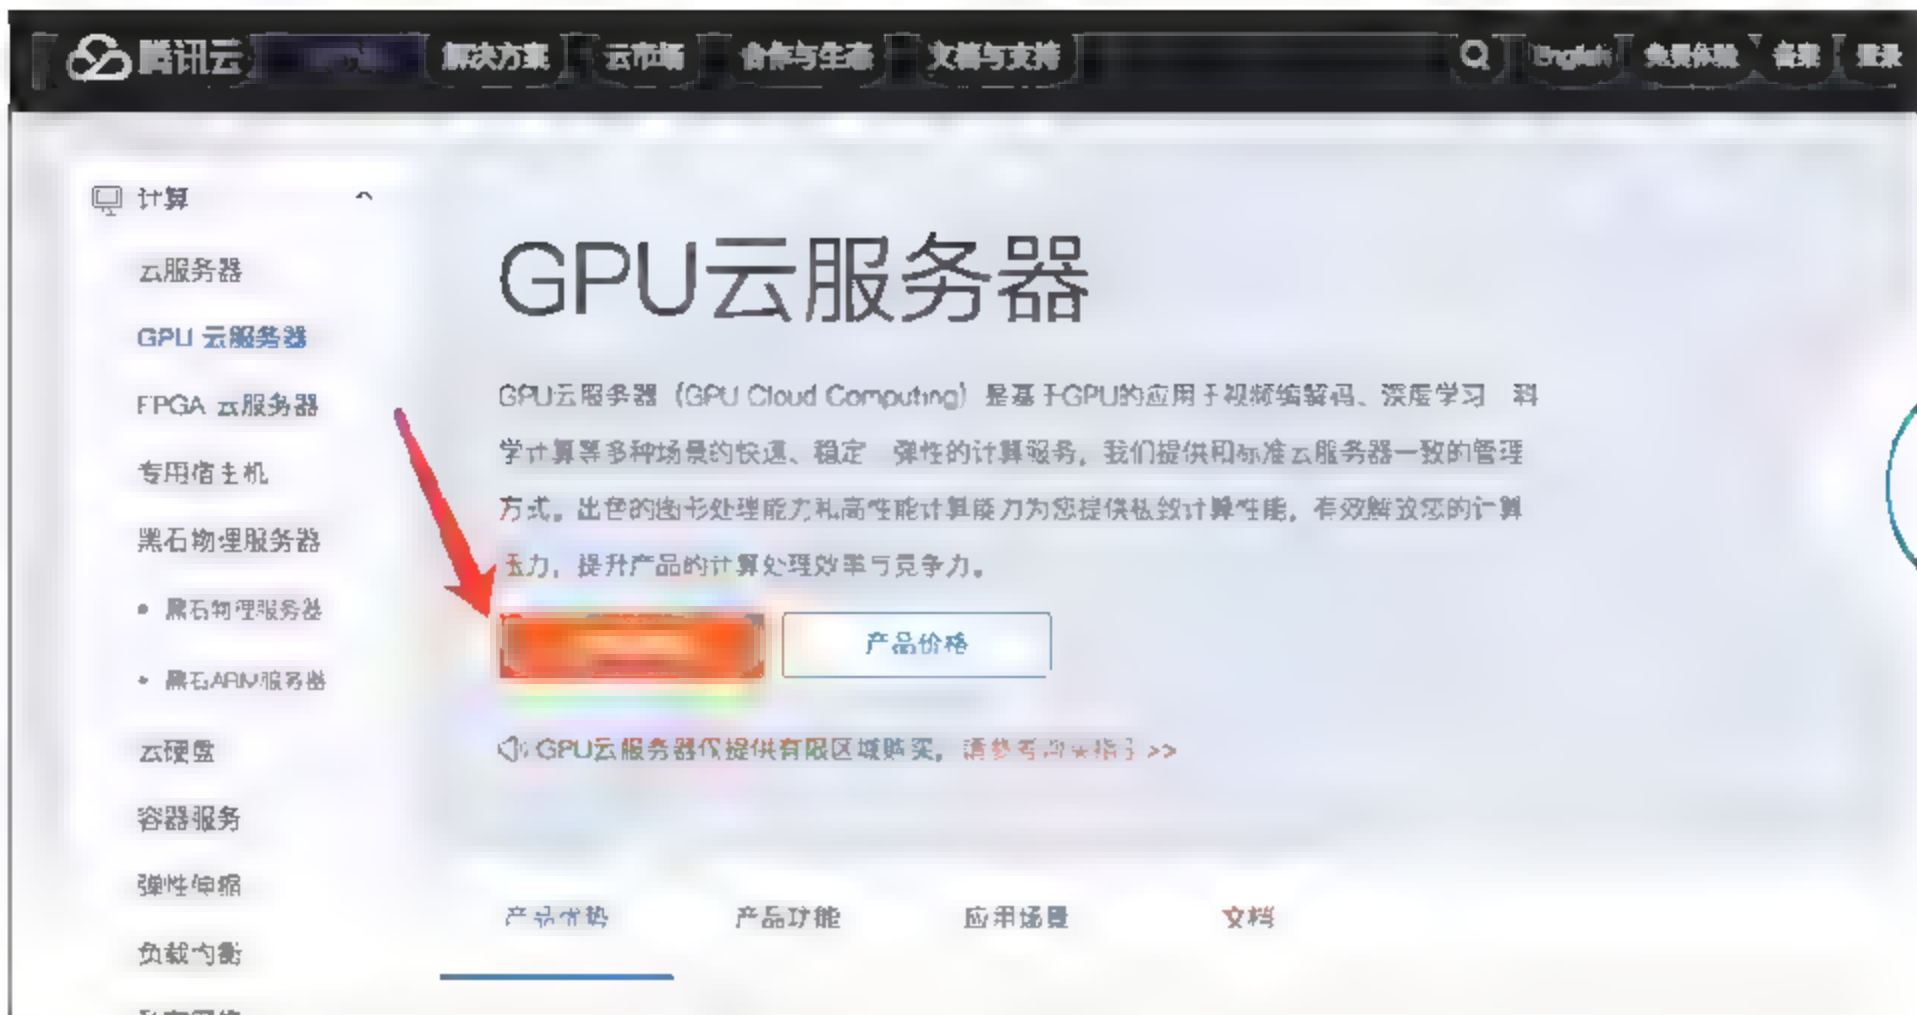 腾讯云 解决方案 云市场 合作与生态 文档与支持 English 免费体验 备案 登录
计算
云服务器
GPU 云服务器
FPGA 云服务器
专用宿主机
黑石物理服务器
• 黑石物理服务器
• 黑石ARM服务器
云硬盘
容器服务
弹性伸缩
负载均衡
GPU云服务器
GPU云服务器（GPU Cloud Computing）是基于GPU的应用于视频编解码、深度学习 科
学计算等多种场景的快速、稳定 弹性的计算服务，我们提供和标准云服务器一致的管理
方式。出色的图形处理能力和高性能计算能力为您提供极致计算性能，有效解放您的计算
压力，提升产品的计算处理效率与竞争力。
产品价格
GPU云服务器仅提供有限区域购买，请参考 >>
产品优势 产品功能 应用场景 文档